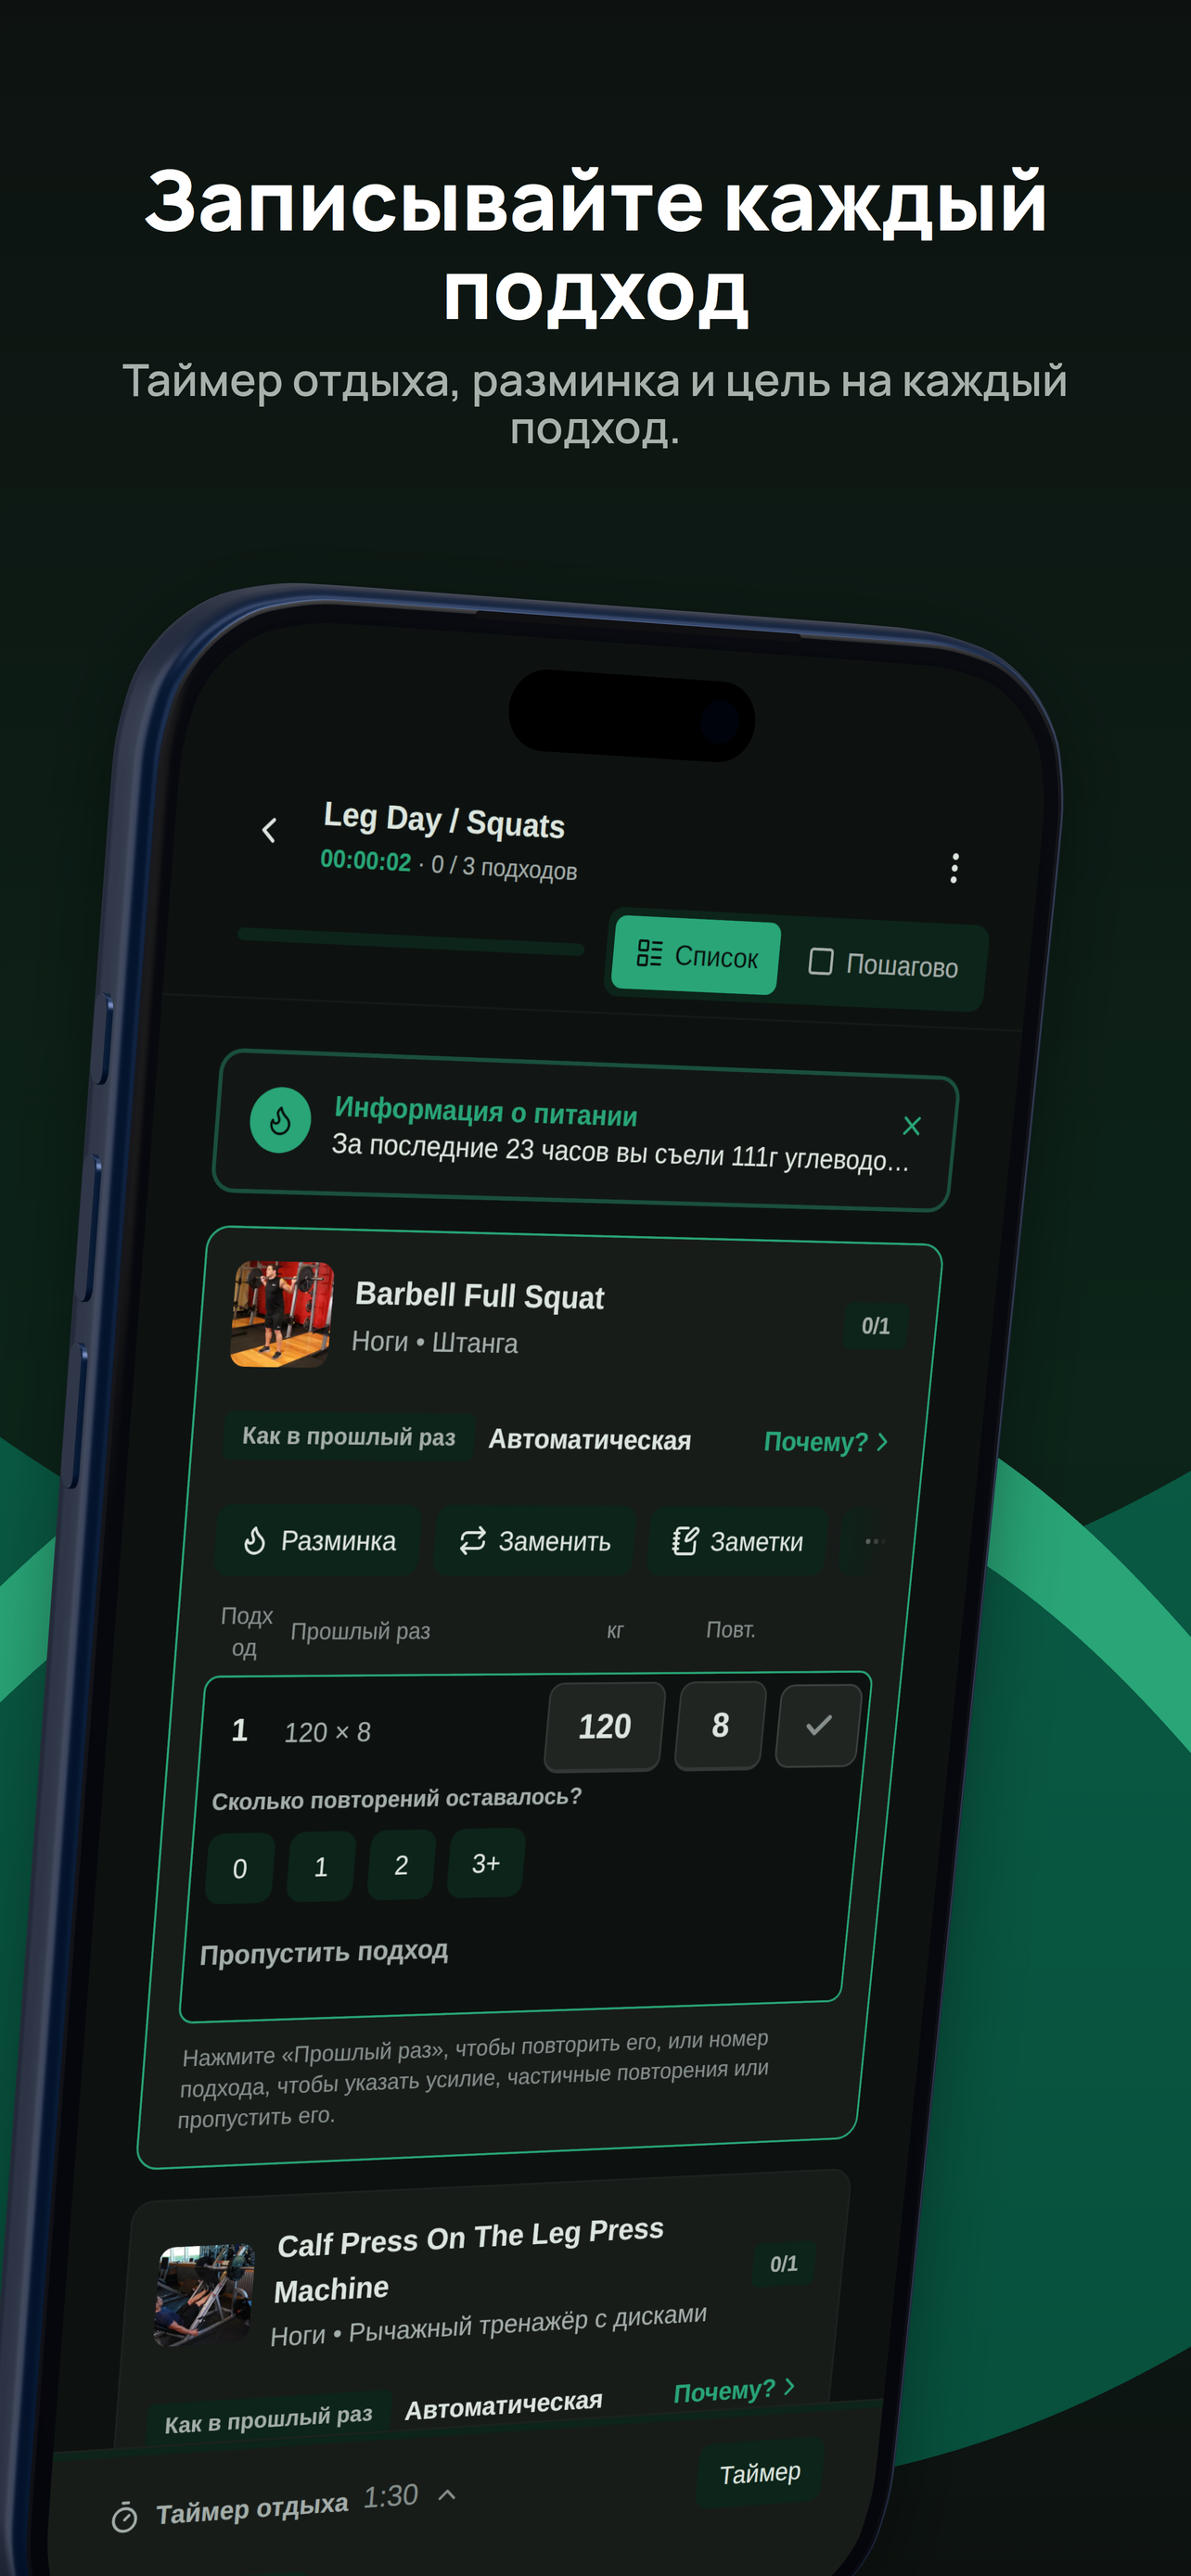 Записывайте каждый
подход
Таймер отдыха, разминка и цель на каждый
подход.
Leg Day / Squats
00:00:02 · 0 / 3 подходов
Список
Пошагово
Информация о питании
За последние 23 часов вы съели 111г углеводо...
Barbell Full Squat
Ноги • Штанга
0/1
Как в прошлый раз
Автоматическая
Почему?
Разминка
Заменить
Заметки
Подх
од
Прошлый раз
кг
Повт.
1
120 × 8
120
8
Сколько повторений осталось?
0
1
2
3+
Пропустить подход
Нажмите «Прошлый раз», чтобы повторить его, или номер
подхода, чтобы указать усилие, частичные повторения или
пропустить его.
Calf Press On The Leg Press
Machine
Ноги • Рычажный тренажёр с дисками
0/1
Как в прошлый раз
Автоматическая
Почему?
Таймер отдыха 1:30
Таймер